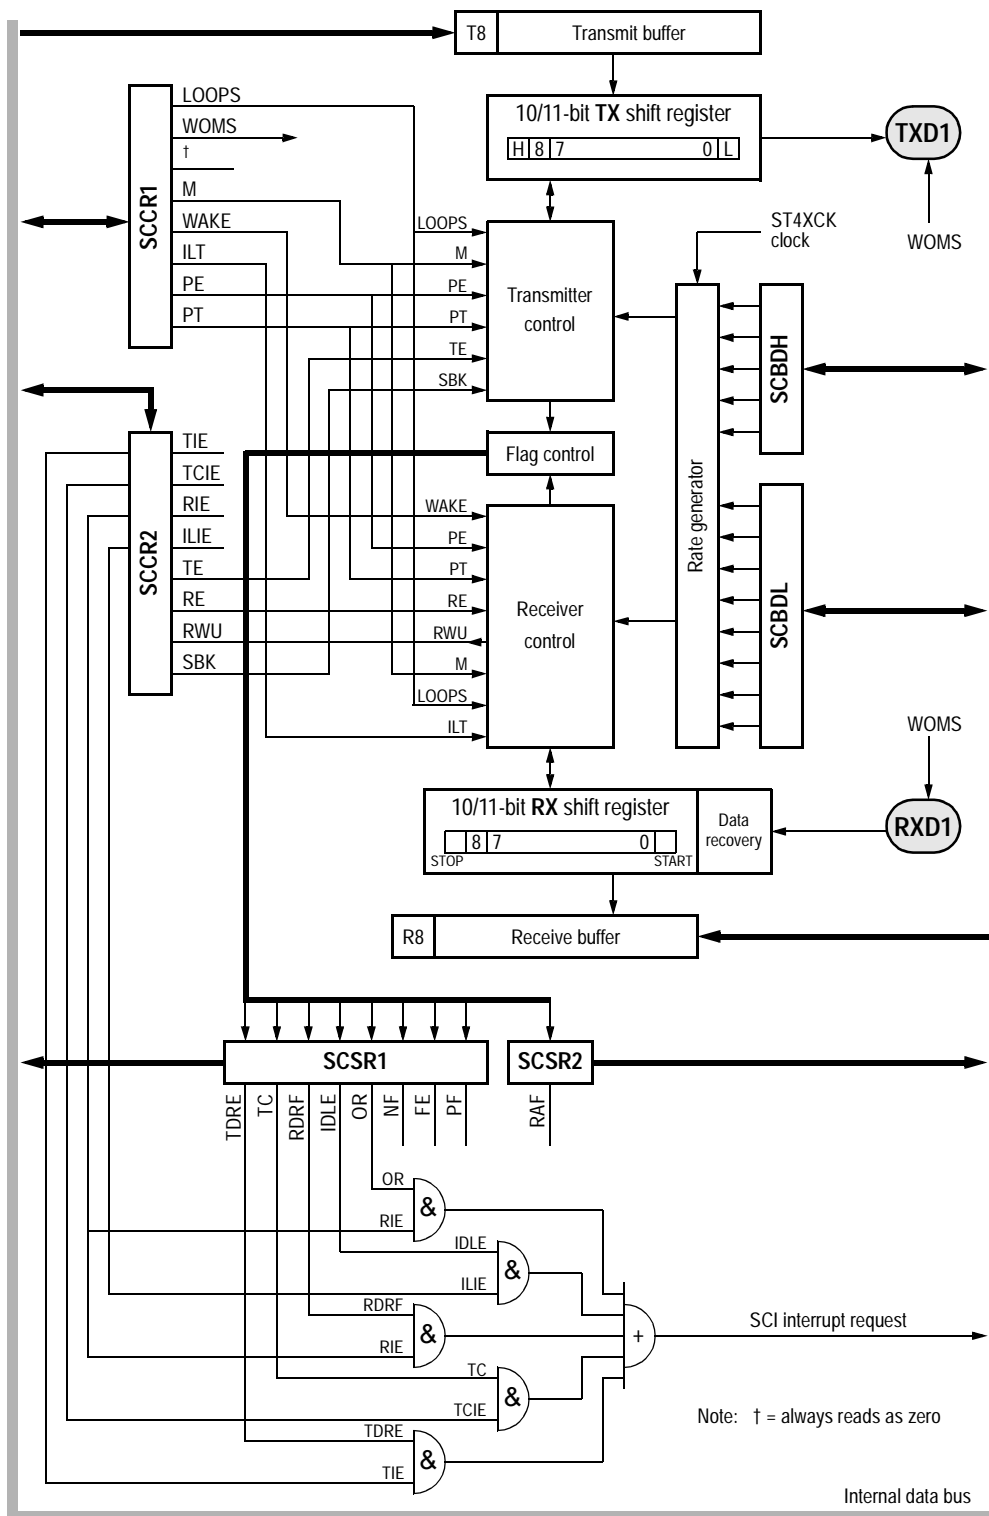 T8 Transmit buffer
10/11-bit TX shift register
H 8 7 0 L
TXD1
WOMS
SCCR1
LOOPS
WOMS
†
M
WAKE
ILT
PE
PT
LOOPS
M
PE
PT
TE
SBK
Transmitter
control
ST4XCK
clock
SCBDH
Rate generator
SCBDL
SCCR2
TIE
TCIE
RIE
ILIE
TE
RE
RWU
SBK
Flag control
WAKE
PE
PT
RE
RWU
M
LOOPS
ILT
Receiver
control
WOMS
RXD1
10/11-bit RX shift register
8 7 0
STOP START
Data
recovery
R8 Receive buffer
SCSR1
SCSR2
TDRE
TC
RDRF
IDLE
OR
NF
FE
PF
RAF
OR
RIE
&
IDLE
ILIE
&
RDRF
RIE
&
TC
TCIE
&
TDRE
TIE
&
+
SCI interrupt request
Note: † = always reads as zero
Internal data bus